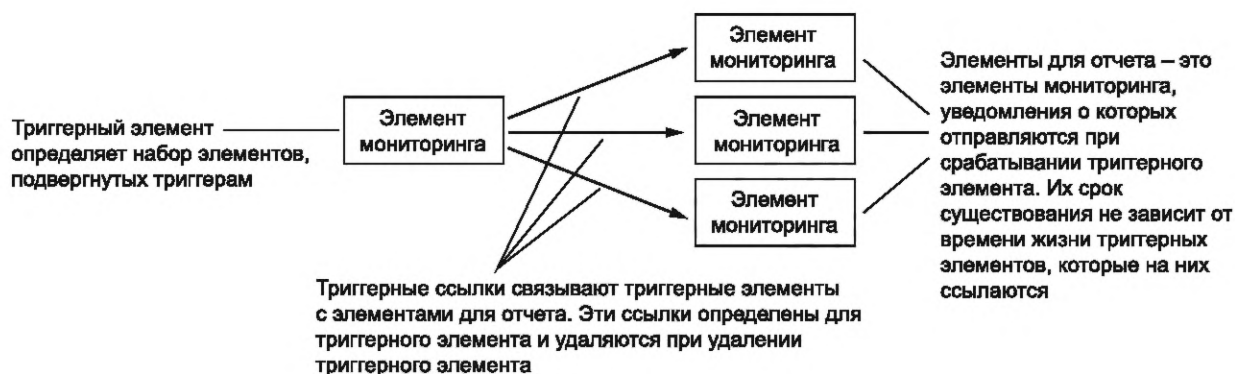 Триггерный элемент
определяет набор элементов,
подвергнутых триггерам
Элемент
мониторинга
Элемент
мониторинга
Элемент
мониторинга
Элемент
мониторинга
Элементы для отчета – это
элементы мониторинга,
уведомления о которых
отправляются при
срабатывании триггерного
элемента. Их срок
существования не зависит от
времени жизни триггерных
элементов, которые на них
ссылаются
Триггерные ссылки связывают триггерные элементы
с элементами для отчета. Эти ссылки определены для
триггерного элемента и удаляются при удалении
триггерного элемента